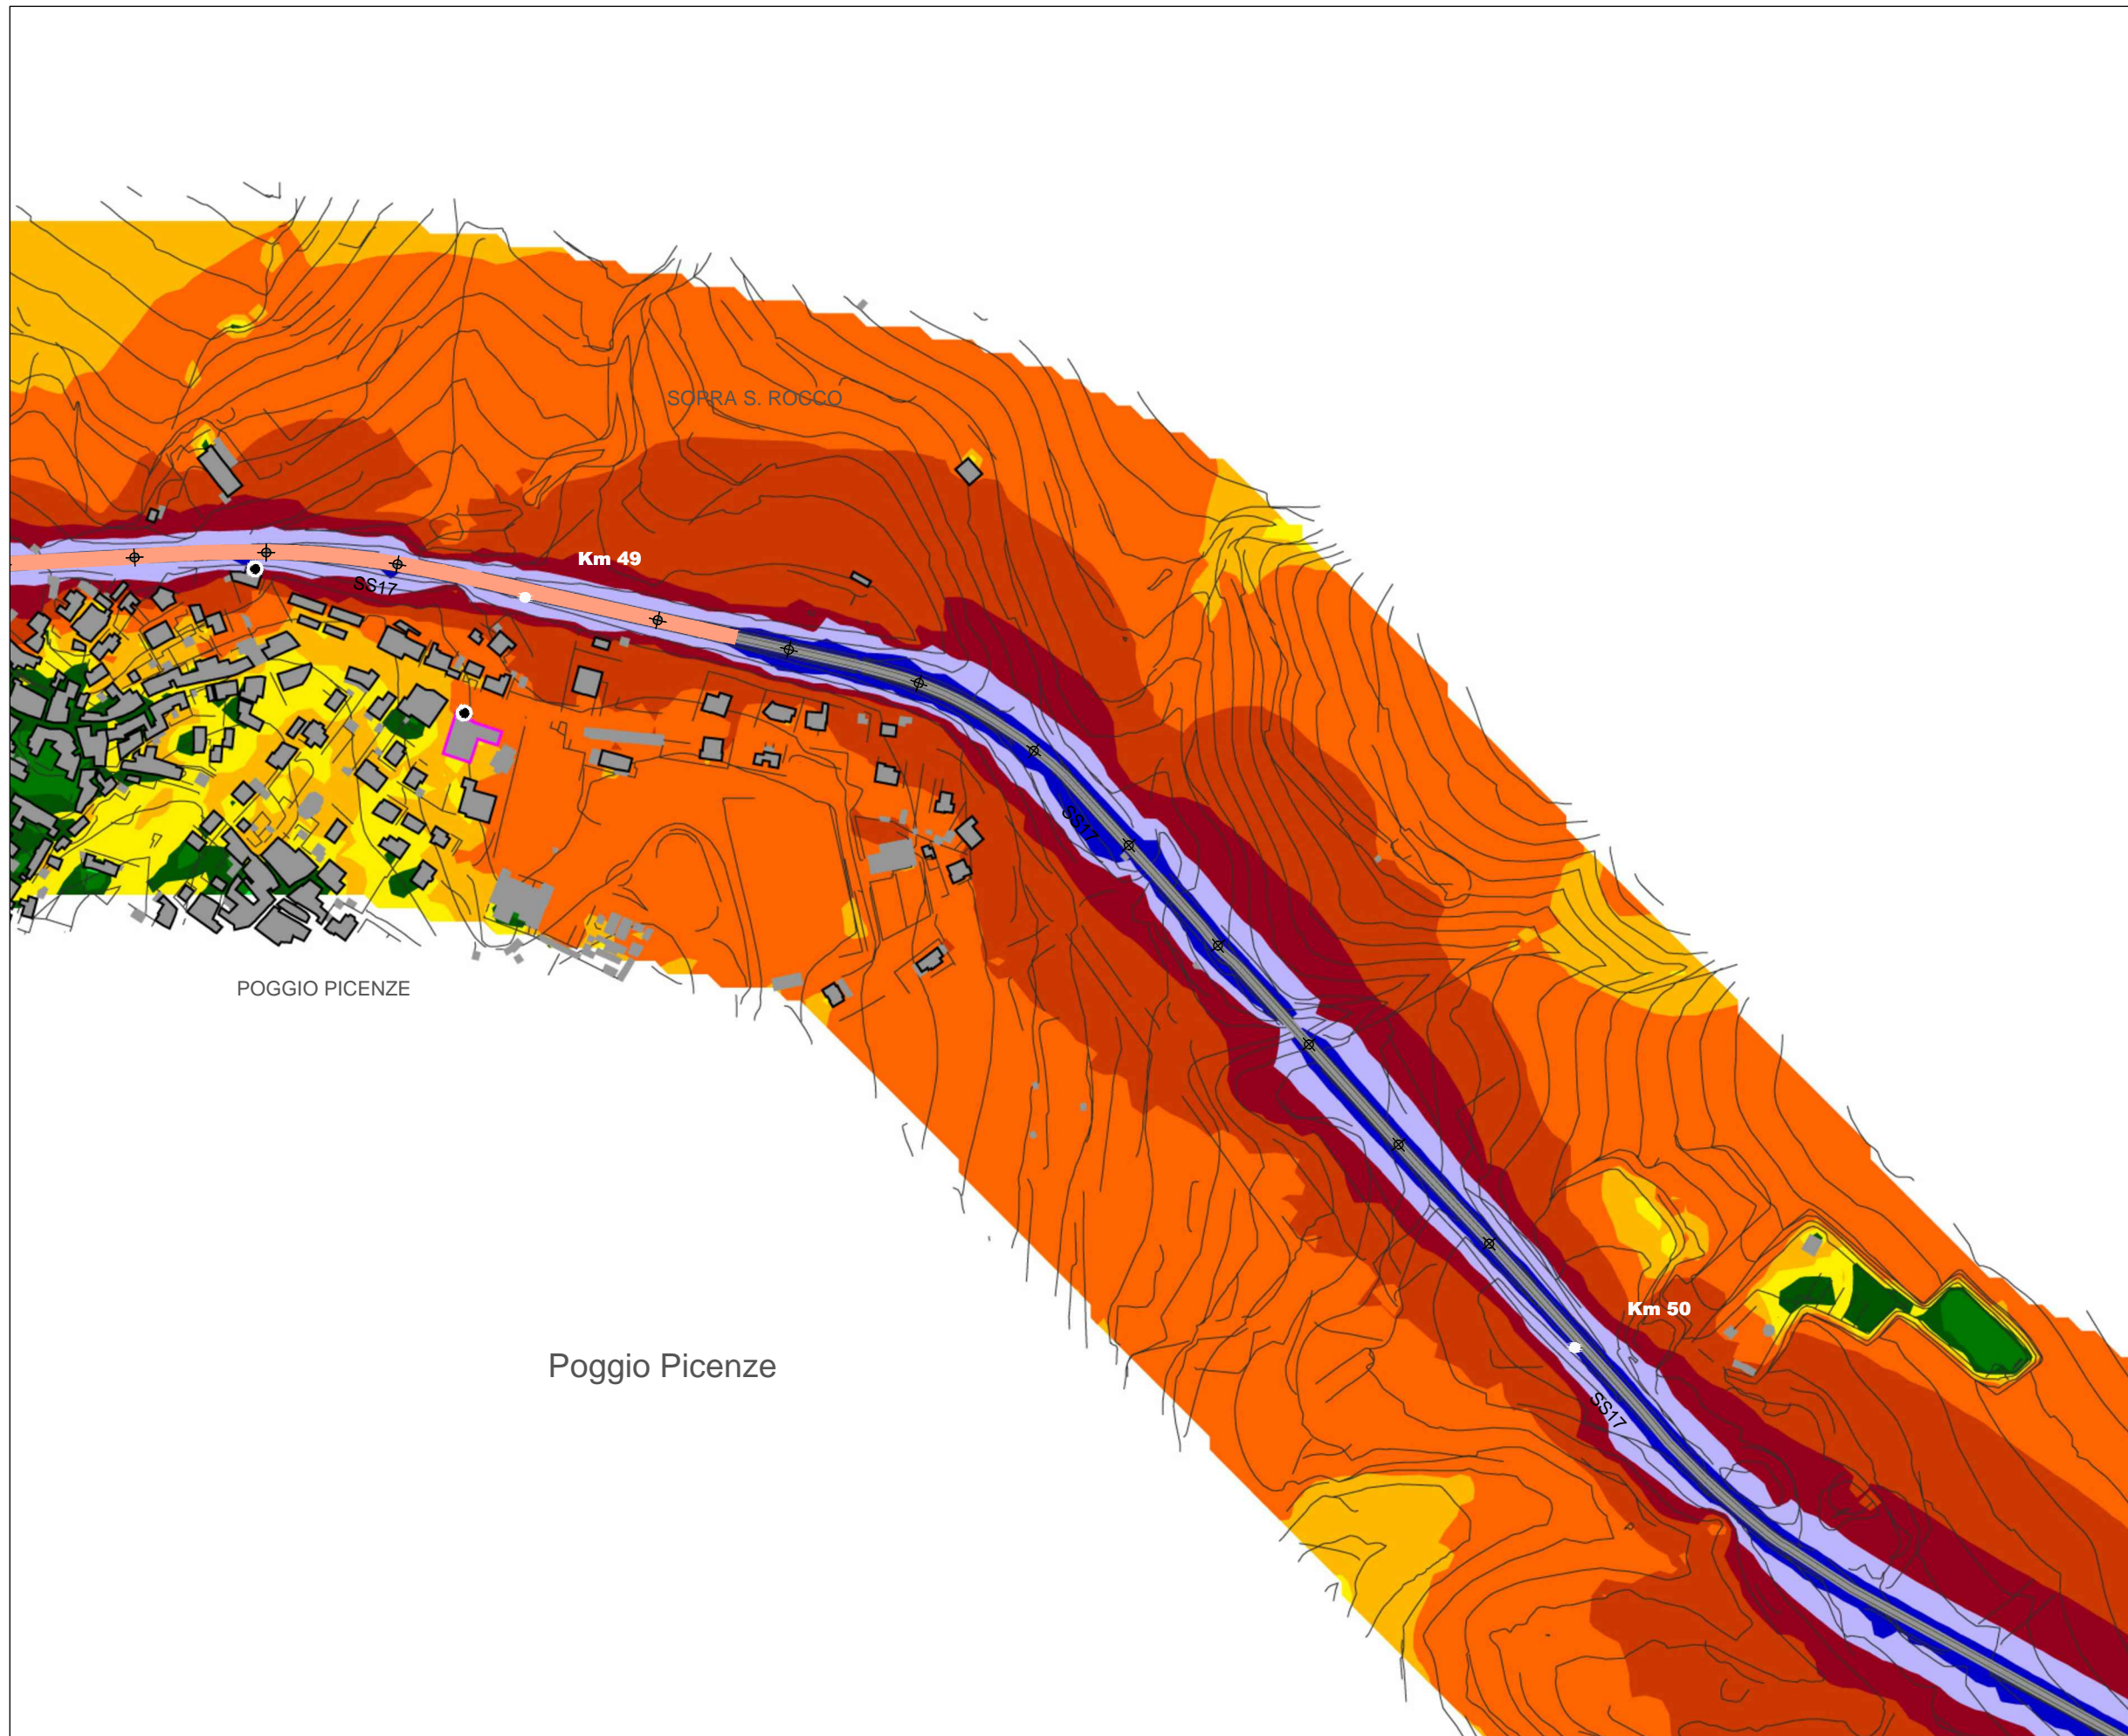 SOPRA S. ROCCO
Km 49
SS17
SS17
POGGIO PICENZE
Km 50
Poggio Picenze
SS17